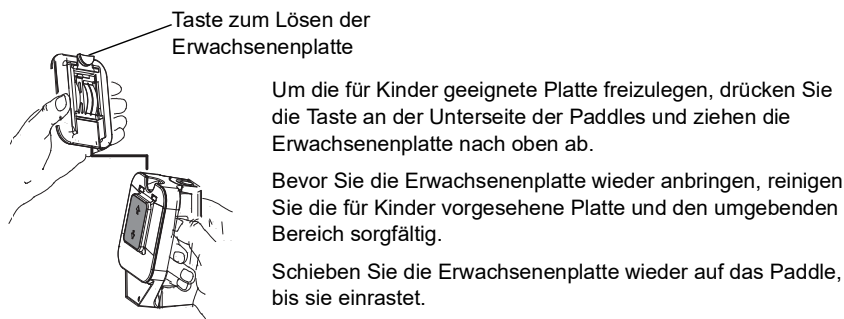 Taste zum Lösen der
Erwachsenenplatte
Um die für Kinder geeignete Platte freizulegen, drücken Sie
die Taste an der Unterseite der Paddles und ziehen die
Erwachsenenplatte nach oben ab.
Bevor Sie die Erwachsenenplatte wieder anbringen, reinigen
Sie die für Kinder vorgesehene Platte und den umgebenden
Bereich sorgfältig.
Schieben Sie die Erwachsenenplatte wieder auf das Paddle,
bis sie einrastet.